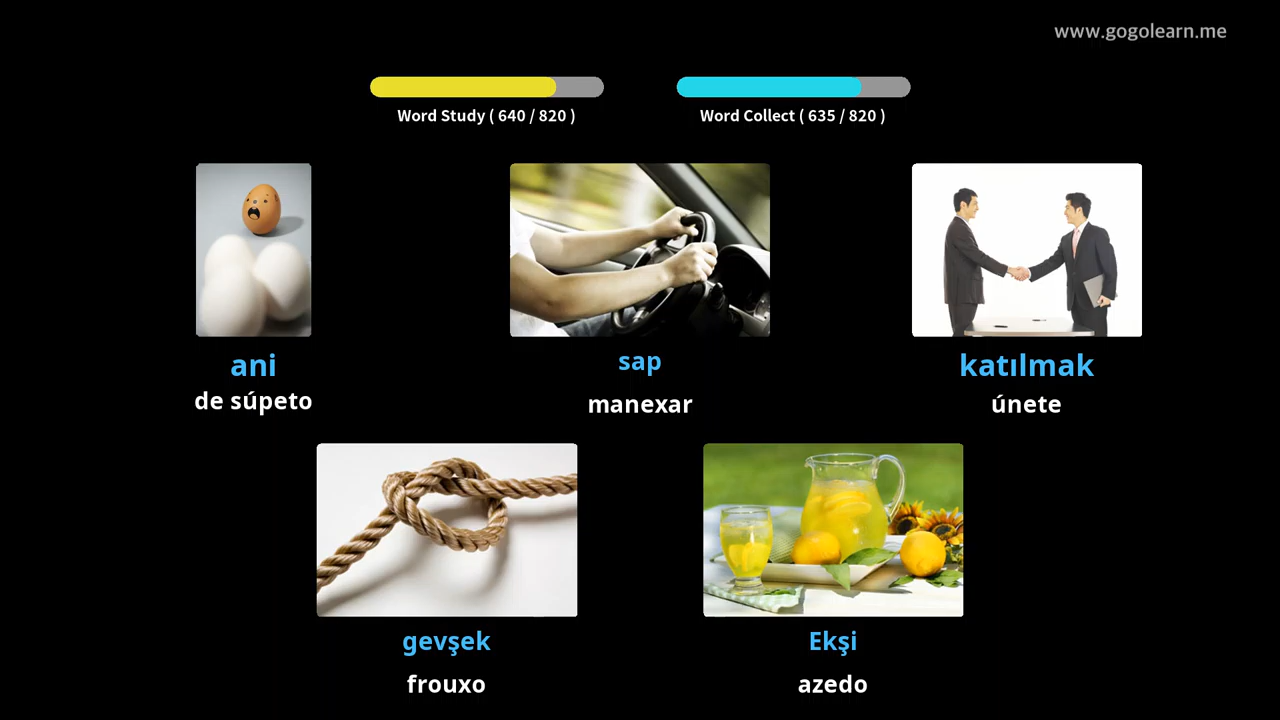 www.gogolearn.me
Word Study ( 640 / 820 )
Word Collect ( 635 / 820 )
ani
de súpeto
sap
manexar
katılmak
únete
gevşek
frouxo
Ekşi
azedo